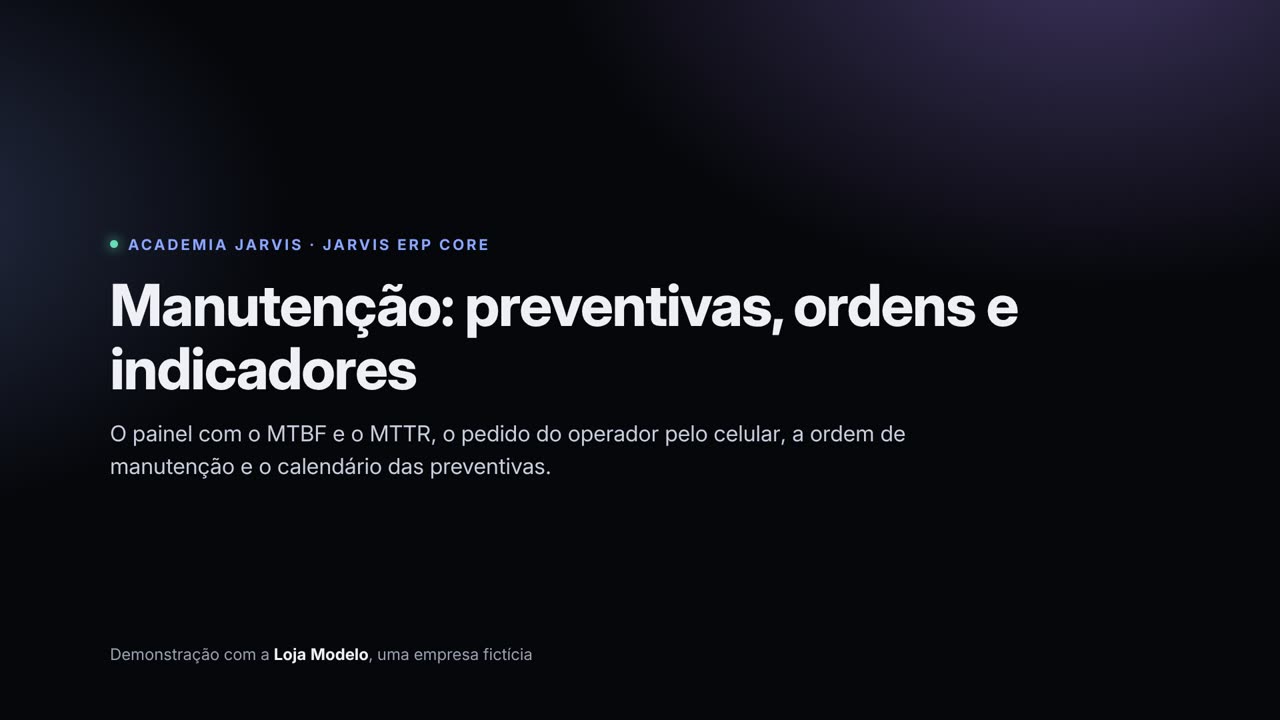 ACADEMIA JARVIS · JARVIS ERP CORE
Manutenção: preventivas, ordens e
indicadores
O painel com o MTBF e o MTTR, o pedido do operador pelo celular, a ordem de
manutenção e o calendário das preventivas.
Demonstração com a Loja Modelo, uma empresa fictícia